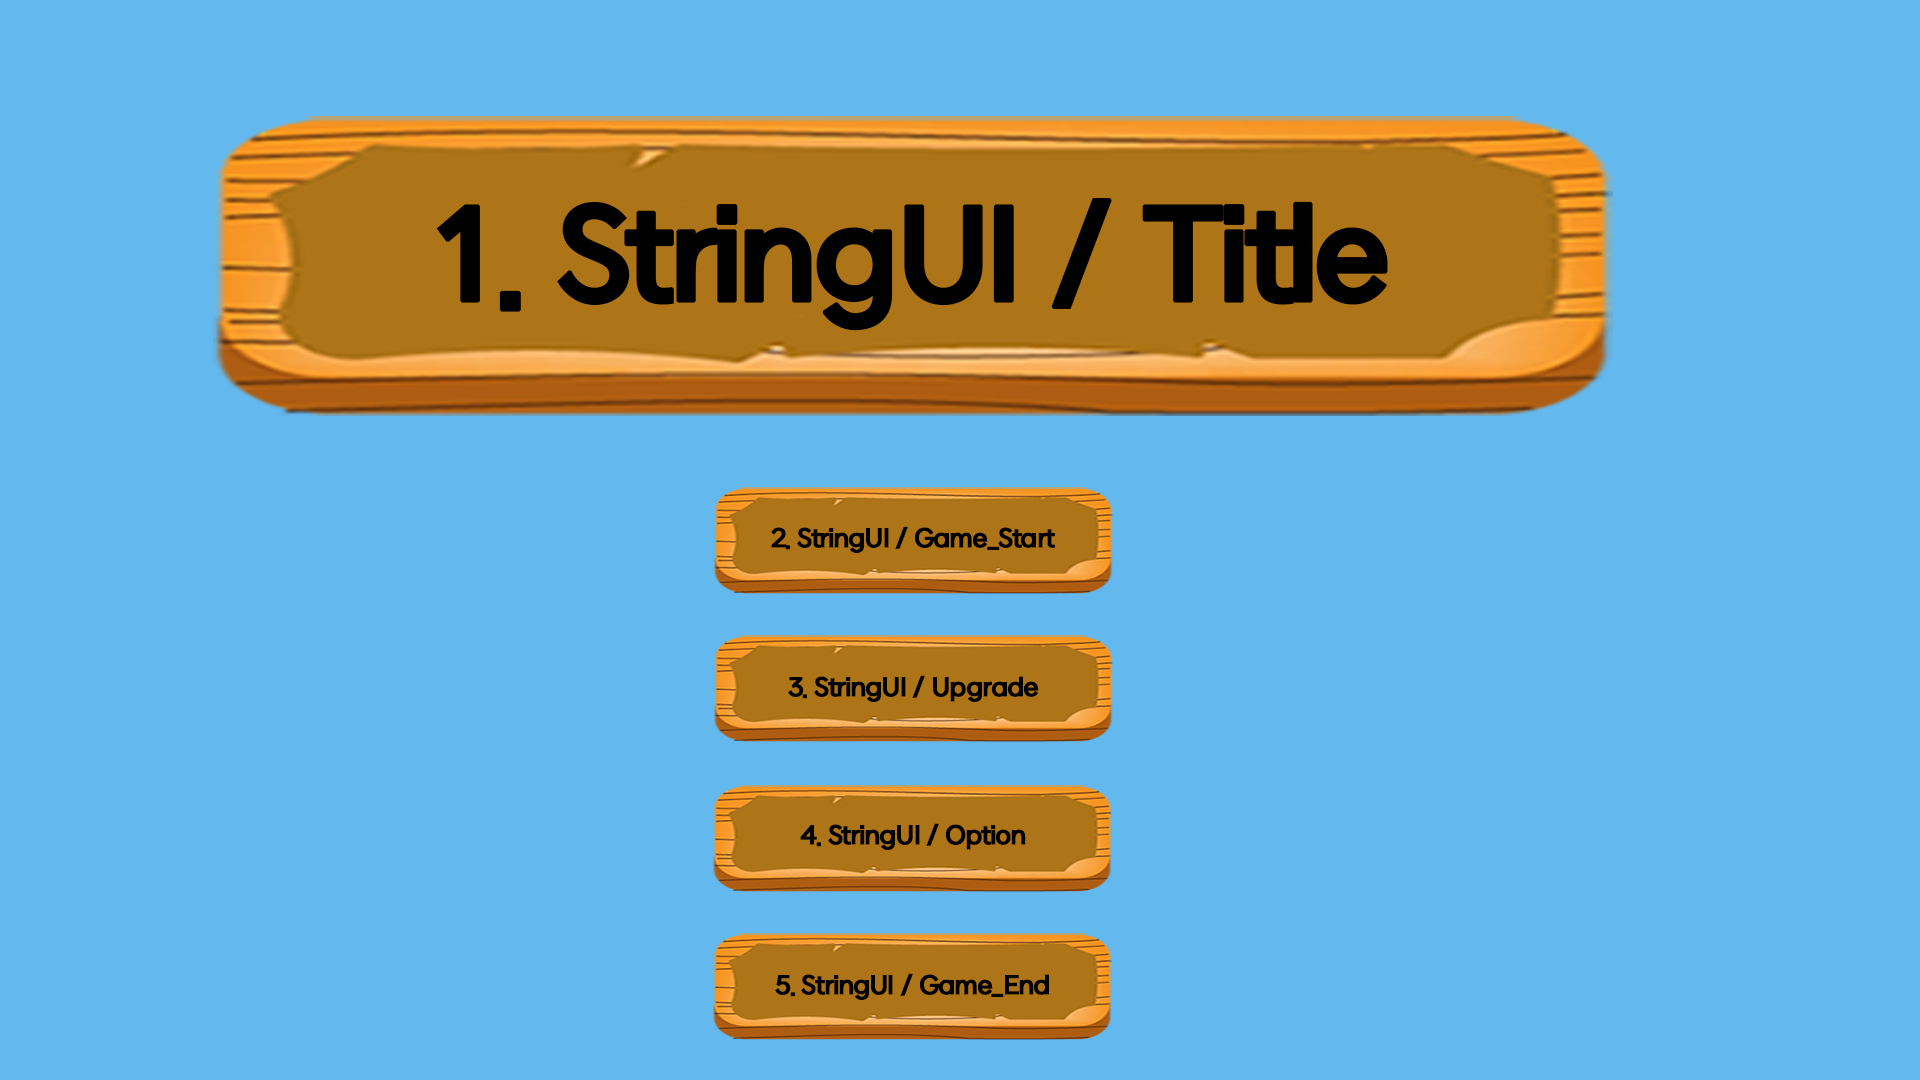 1. StringUI / Title
2. StringUI / Game_Start
3. StringUI / Upgrade
4. StringUI / Option
5. StringUI / Game_End